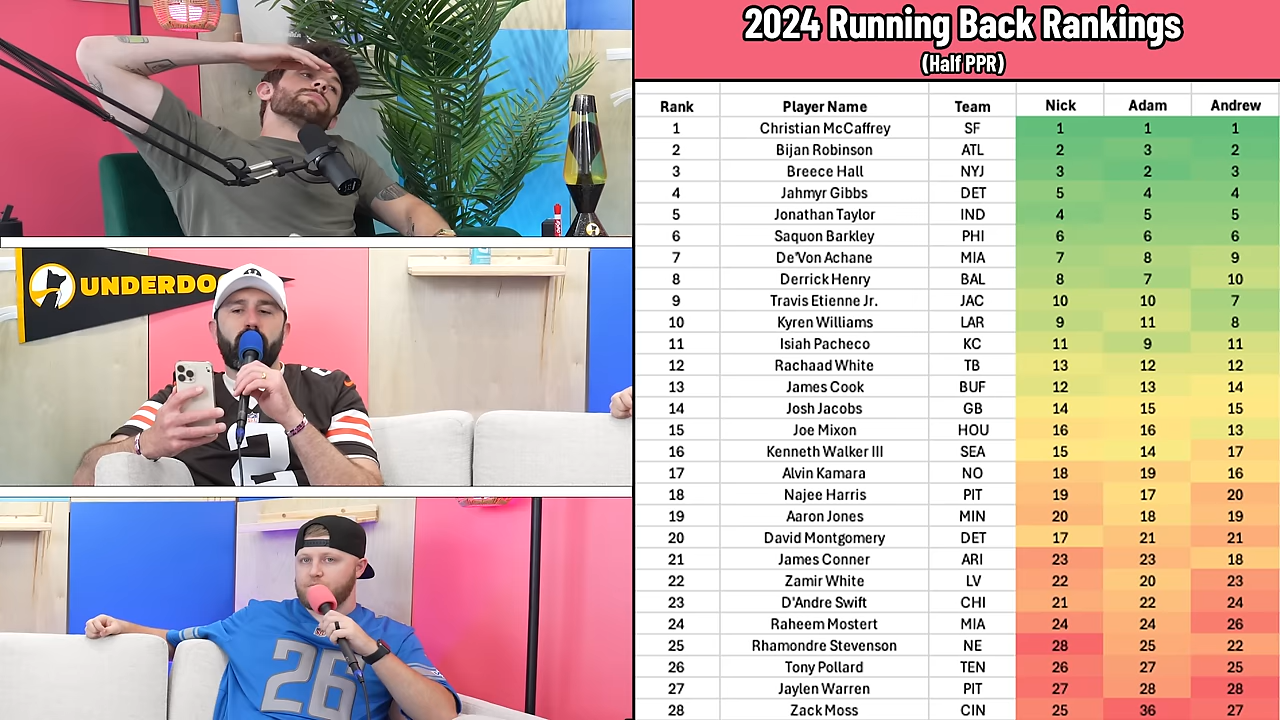 UNDERDO
2
26
2024 Running Back Rankings
(Half PPR)
Rank Player Name Team Nick Adam Andrew
1 Christian McCaffrey SF 1 1 1
2 Bijan Robinson ATL 2 3 2
3 Breece Hall NYJ 3 2 3
4 Jahmyr Gibbs DET 5 4 4
5 Jonathan Taylor IND 4 5 5
6 Saquon Barkley PHI 6 6 6
7 De'Von Achane MIA 7 8 9
8 Derrick Henry BAL 8 7 10
9 Travis Etienne Jr. JAC 10 10 7
10 Kyren Williams LAR 9 11 8
11 Isiah Pacheco KC 11 9 11
12 Rachaad White TB 13 12 12
13 James Cook BUF 12 13 14
14 Josh Jacobs GB 14 15 15
15 Joe Mixon HOU 16 16 13
16 Kenneth Walker III SEA 15 14 17
17 Alvin Kamara NO 18 19 16
18 Najee Harris PIT 19 17 20
19 Aaron Jones MIN 20 18 19
20 David Montgomery DET 17 21 21
21 James Conner ARI 23 23 18
22 Zamir White LV 22 20 23
23 D'Andre Swift CHI 21 22 24
24 Raheem Mostert MIA 24 24 26
25 Rhamondre Stevenson NE 28 25 22
26 Tony Pollard TEN 26 27 25
27 Jaylen Warren PIT 27 28 28
28 Zack Moss CIN 25 36 27